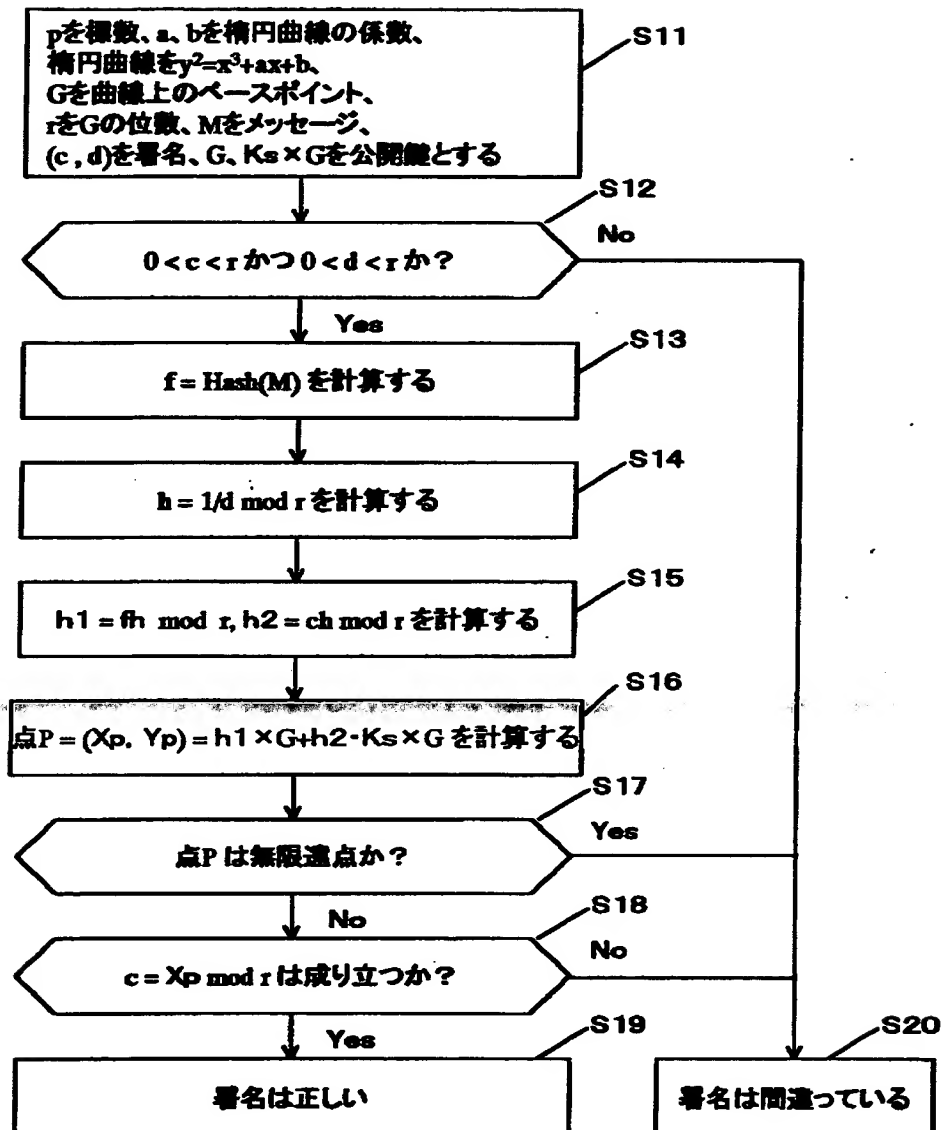 pを標数、a、bを楕円曲線の係数、
楕円曲線をy²=x³+ax+b、
Gを曲線上のベースポイント、
rをGの位数、Mをメッセージ、
(c , d)を署名、G、Ks×Gを公開鍵とする
S11
S12
0 < c < r かつ 0 < d < r か？
No
Yes
S13
f = Hash(M) を計算する
S14
h = 1/d mod r を計算する
S15
h1 = fh mod r, h2 = ch mod r を計算する
S16
点P = (Xp, Yp) = h1×G+h2・Ks×G を計算する
S17
点P は無限遠点か？
Yes
No
S18
c = Xp mod r は成り立つか？
No
Yes
S19
署名は正しい
S20
署名は間違っている